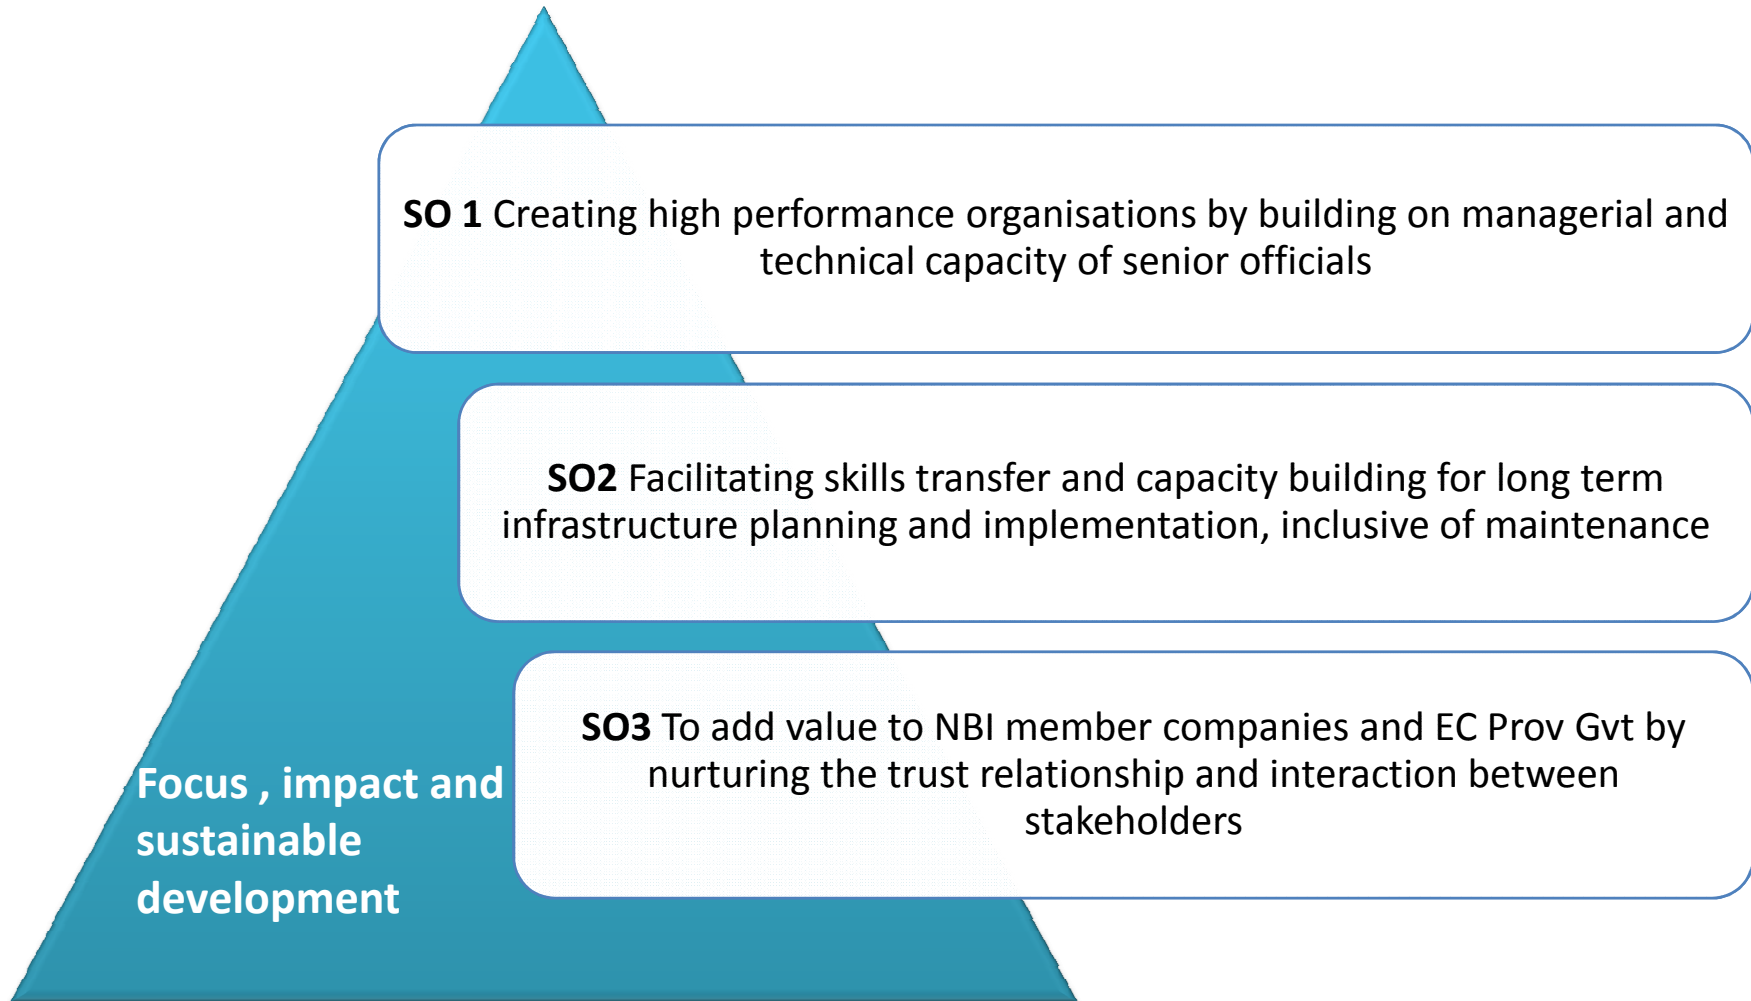 SO 1 Creating high performance organisations by building on managerial and
technical capacity of senior officials
SO2 Facilitating skills transfer and capacity building for long term
infrastructure planning and implementation, inclusive of maintenance
SO3 To add value to NBI member companies and EC Prov Gvt by
nurturing the trust relationship and interaction between
stakeholders
Focus , impact and
sustainable
development